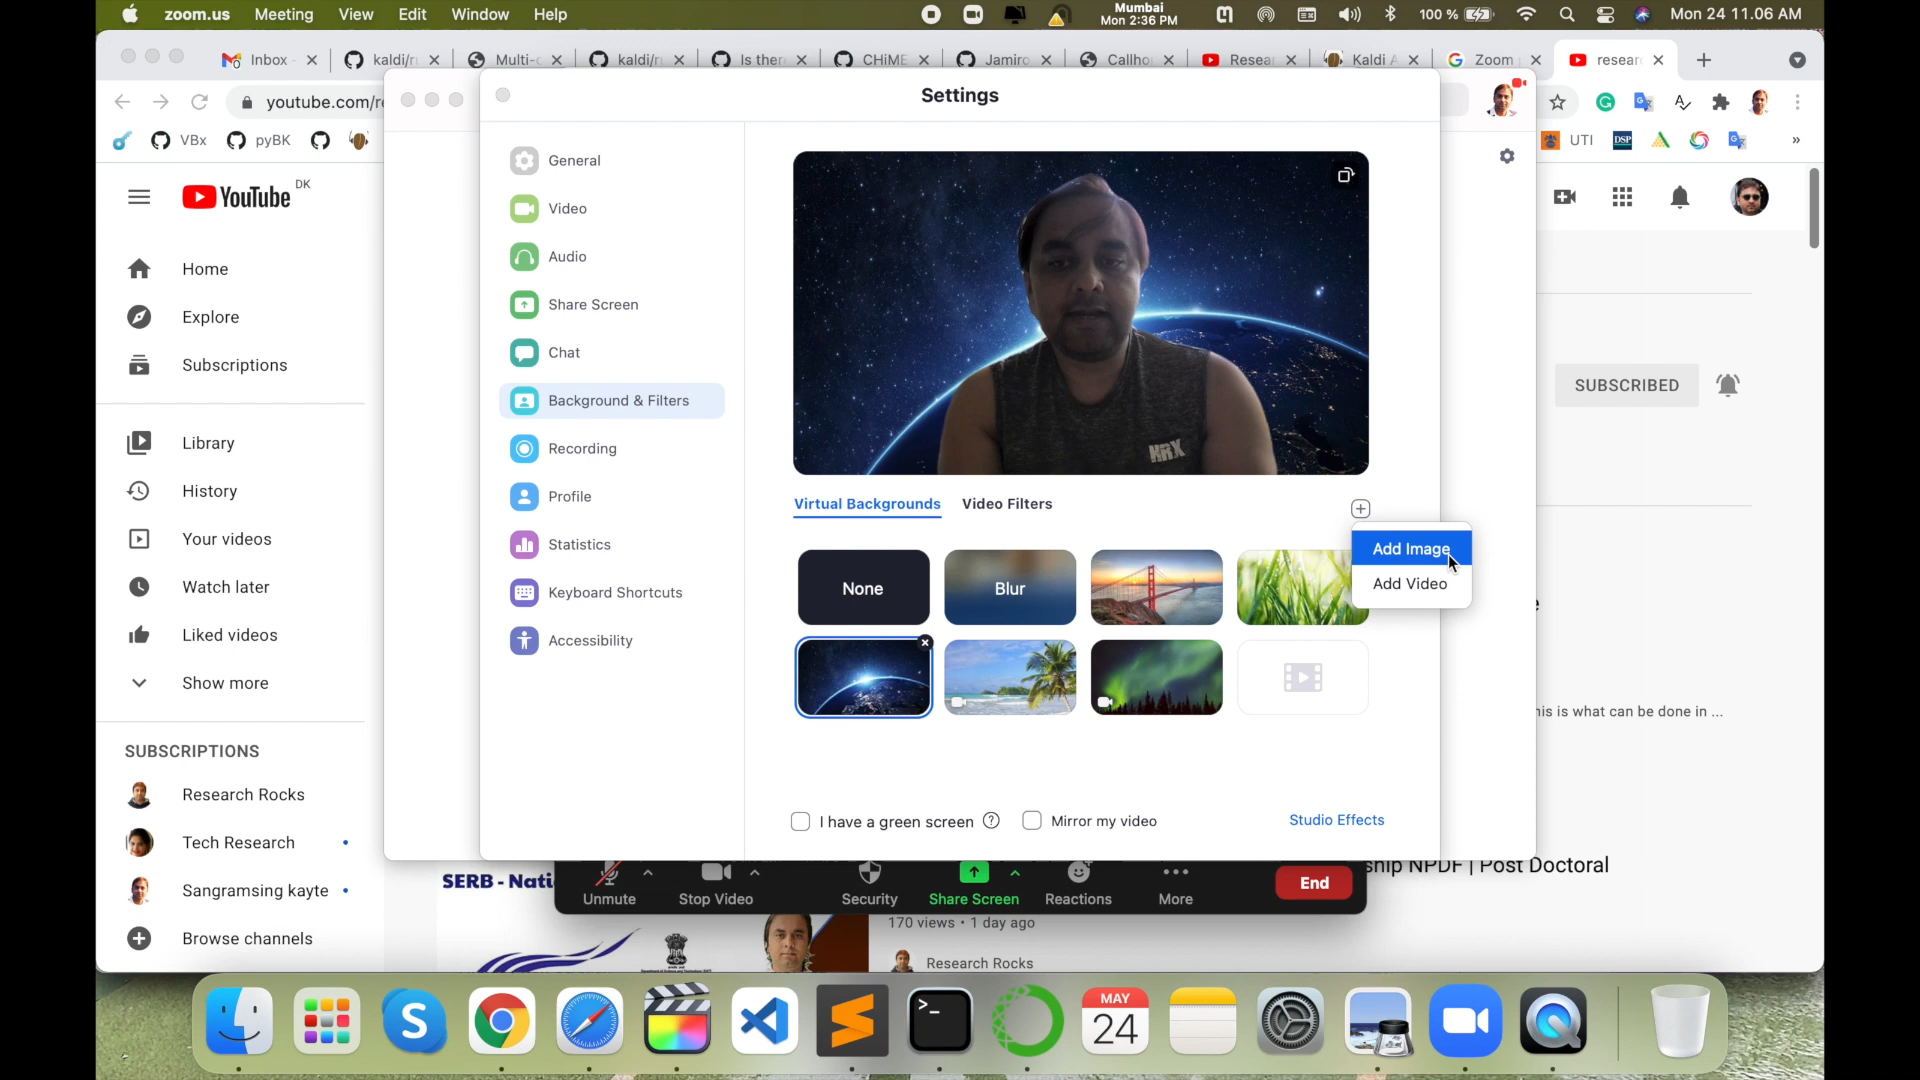 zoom.us Meeting View Edit Window Help
Mumbai
Mon 2:36 PM
100 %
Mon 24 11.06 AM
Inbox
kaldi/r
Multi-
kaldi/r
Is ther
CHiME
Jamiro
Callho
Resea
Kaldi A
Zoom
resear
youtube.com/r
VBx
pyBK
UTI
DSP
YouTube DK
Home
Explore
Subscriptions
Library
History
Your videos
Watch later
Liked videos
Show more
SUBSCRIPTIONS
Research Rocks
Tech Research
Sangramsing kayte
Browse channels
Settings
General
Video
Audio
Share Screen
Chat
Background & Filters
Recording
Profile
Statistics
Keyboard Shortcuts
Accessibility
HRX
Virtual Backgrounds Video Filters
Add Image
Add Video
None
Blur
I have a green screen ?
Mirror my video
Studio Effects
SUBSCRIBED
his is what can be done in ...
SERB - Nati
ship NPDF | Post Doctoral
Unmute
Stop Video
Security
Share Screen
Reactions
More
End
170 views • 1 day ago
Research Rocks
MAY
24